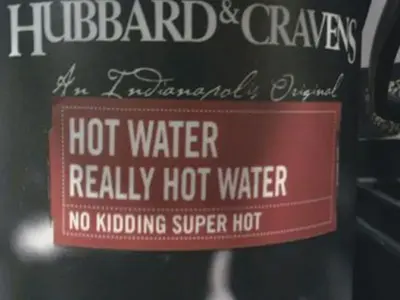 HUBBARD & CRAVENS
An Indianapolis Original
HOT WATER
REALLY HOT WATER
NO KIDDING SUPER HOT